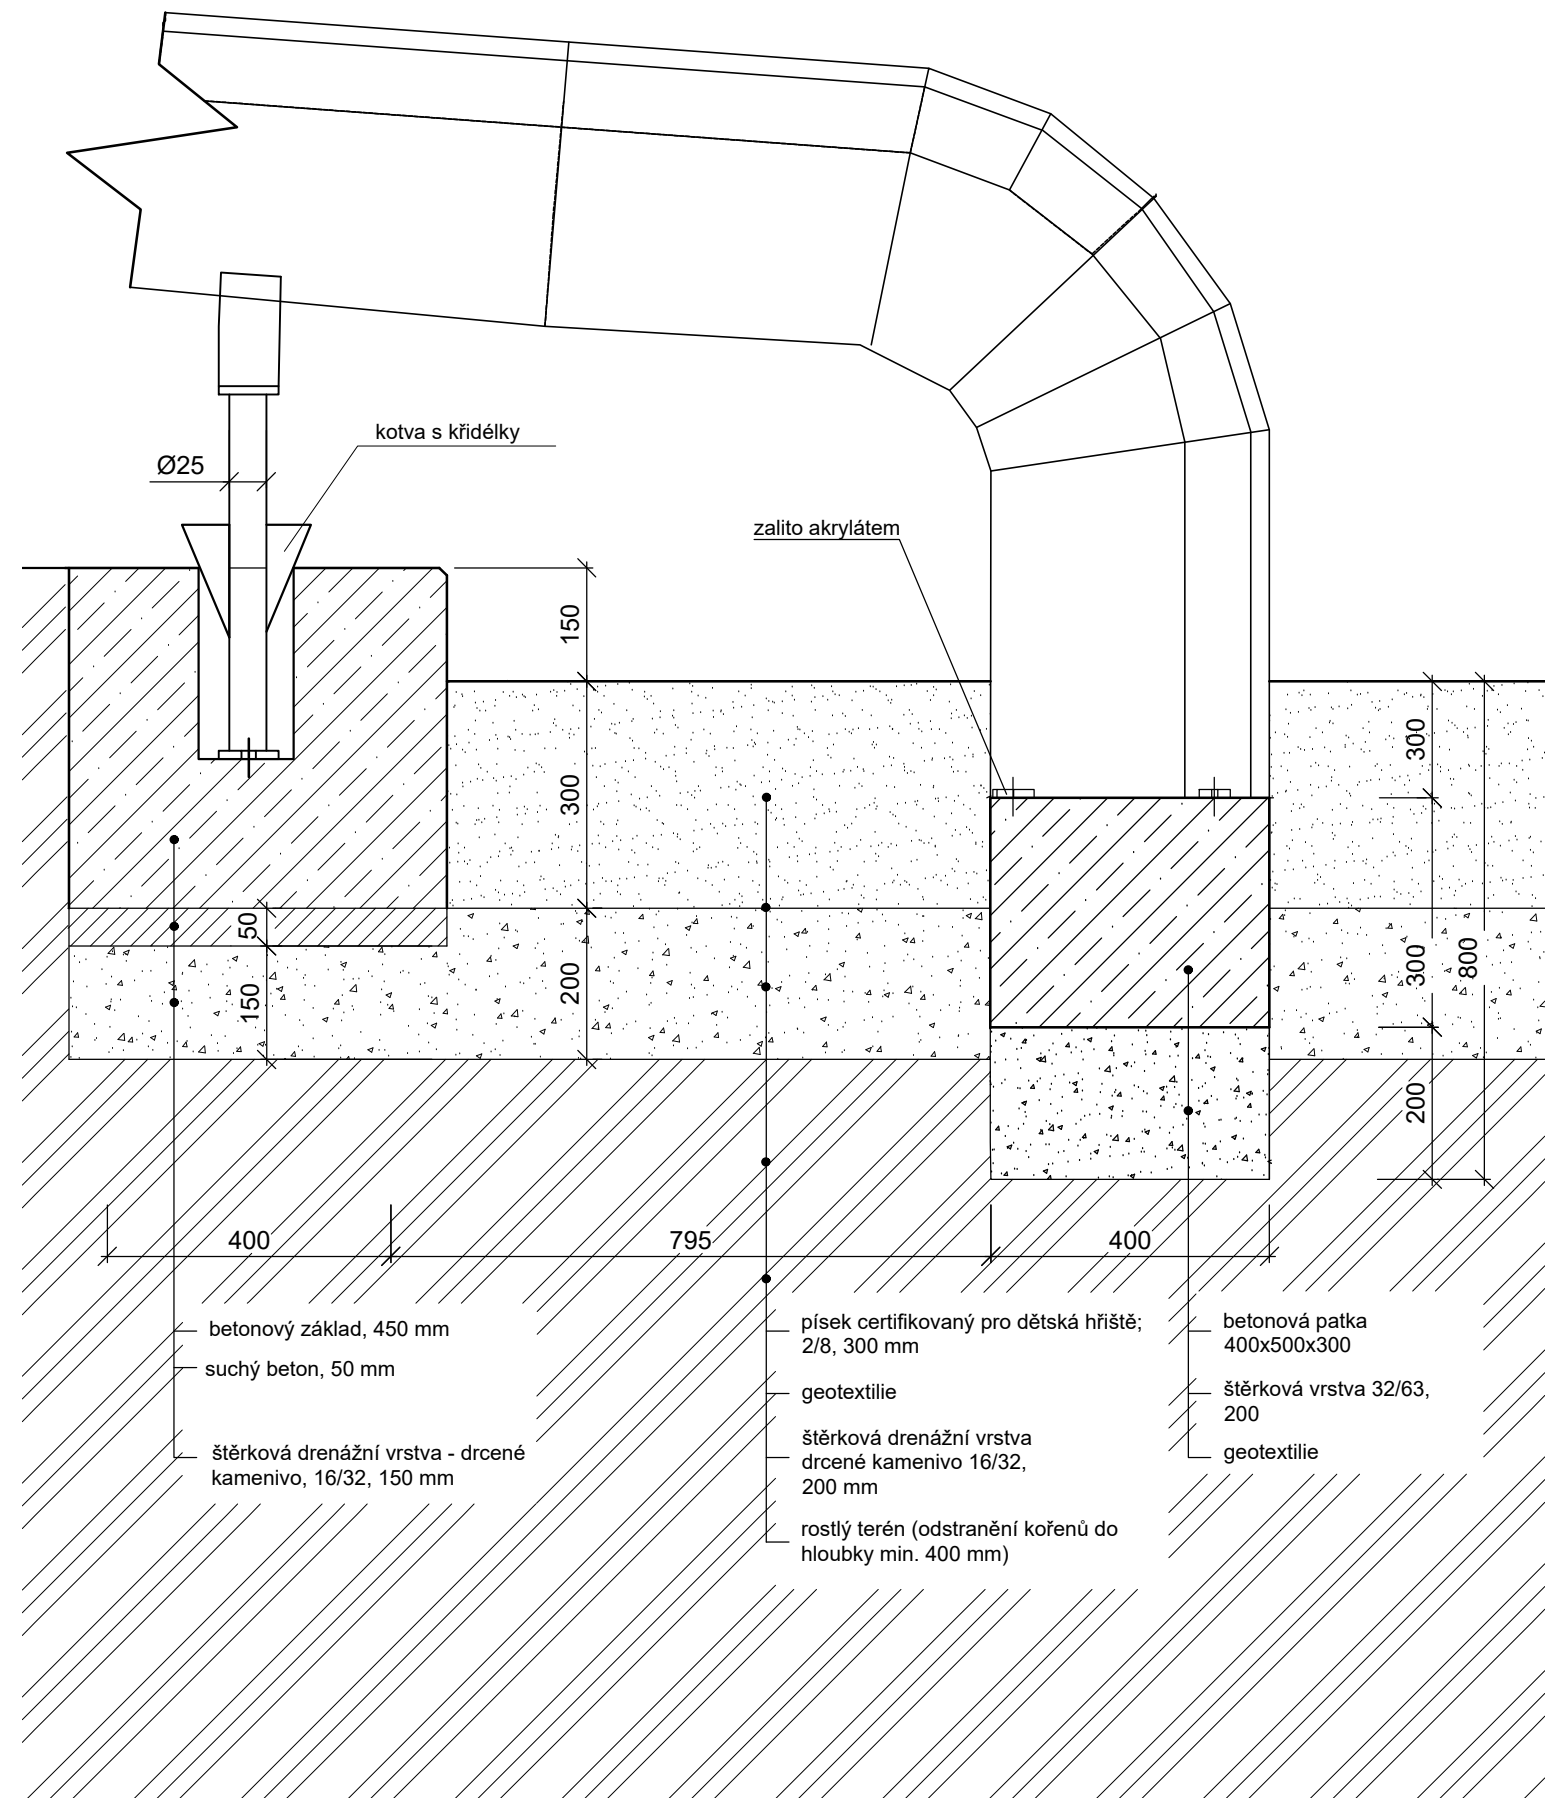 kotva s křidélky
Ø25
zalito akrylátem
150
300
300
50
200
150
300
800
200
400
795
400
betonový základ, 450 mm
suchý beton, 50 mm
štěrková drenážní vrstva - drcené
kamenivo, 16/32, 150 mm
písek certifikovaný pro dětská hřiště;
2/8, 300 mm
geotextilie
štěrková drenážní vrstva
drcené kamenivo 16/32,
200 mm
rostlý terén (odstranění kořenů do
hloubky min. 400 mm)
betonová patka
400x500x300
štěrková vrstva 32/63,
200
geotextilie